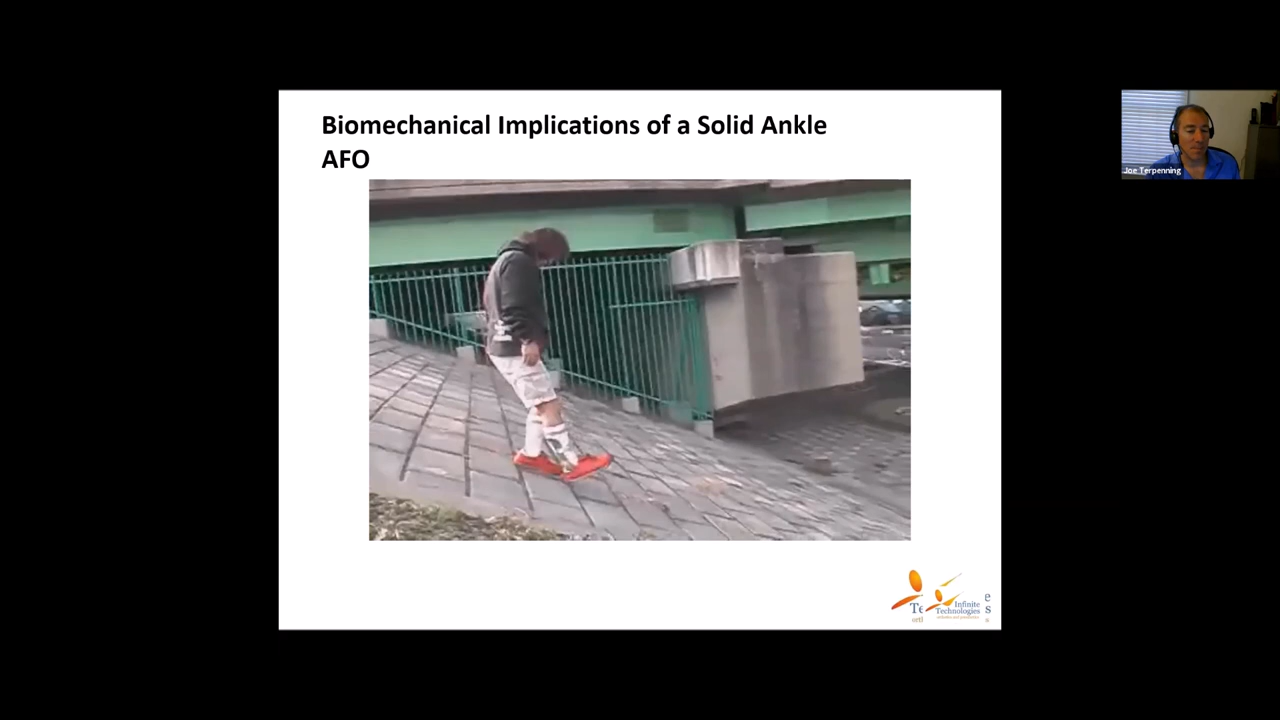 Biomechanical Implications of a Solid Ankle
AFO
Joe Terpenning
Infinite
Technologies